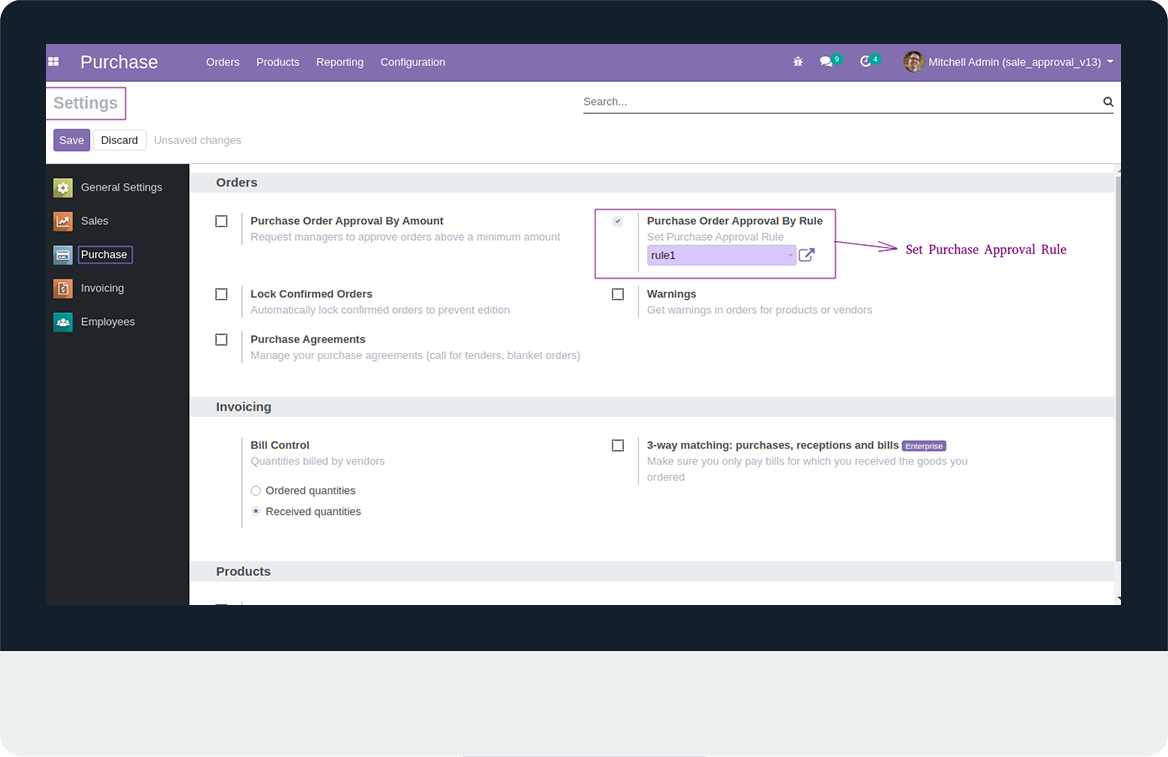 Purchase Orders Products Reporting Configuration 9 4 Mitchell Admin (sale_approval_v13)
Settings Search...
Save Discard Unsaved changes
General Settings
Sales
Purchase
Invoicing
Employees
Orders
Purchase Order Approval By Amount
Request managers to approve orders above a minimum amount
Purchase Order Approval By Rule
Set Purchase Approval Rule
rule1
Set Purchase Approval Rule
Lock Confirmed Orders
Automatically lock confirmed orders to prevent edition
Warnings
Get warnings in orders for products or vendors
Purchase Agreements
Manage your purchase agreements (call for tenders, blanket orders)
Invoicing
Bill Control
Quantities billed by vendors
Ordered quantities
Received quantities
3-way matching: purchases, receptions and bills Enterprise
Make sure you only pay bills for which you received the goods you
ordered
Products